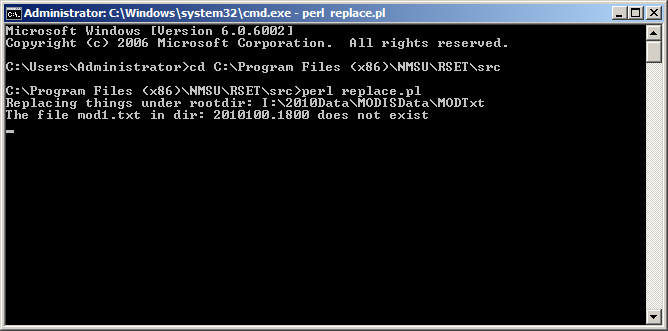 Administrator: C:\Windows\system32\cmd.exe - perl replace.pl
Microsoft Windows [Version 6.0.6002]
Copyright (c) 2006 Microsoft Corporation.  All rights reserved.
C:\Users\Administrator>cd C:\Program Files (x86)\NMSU\RSET\src
C:\Program Files (x86)\NMSU\RSET\src>perl replace.pl
Replacing things under rootdir: I:\2010Data\MODISData\MODTxt
The file mod1.txt in dir: 2010100.1800 does not exist